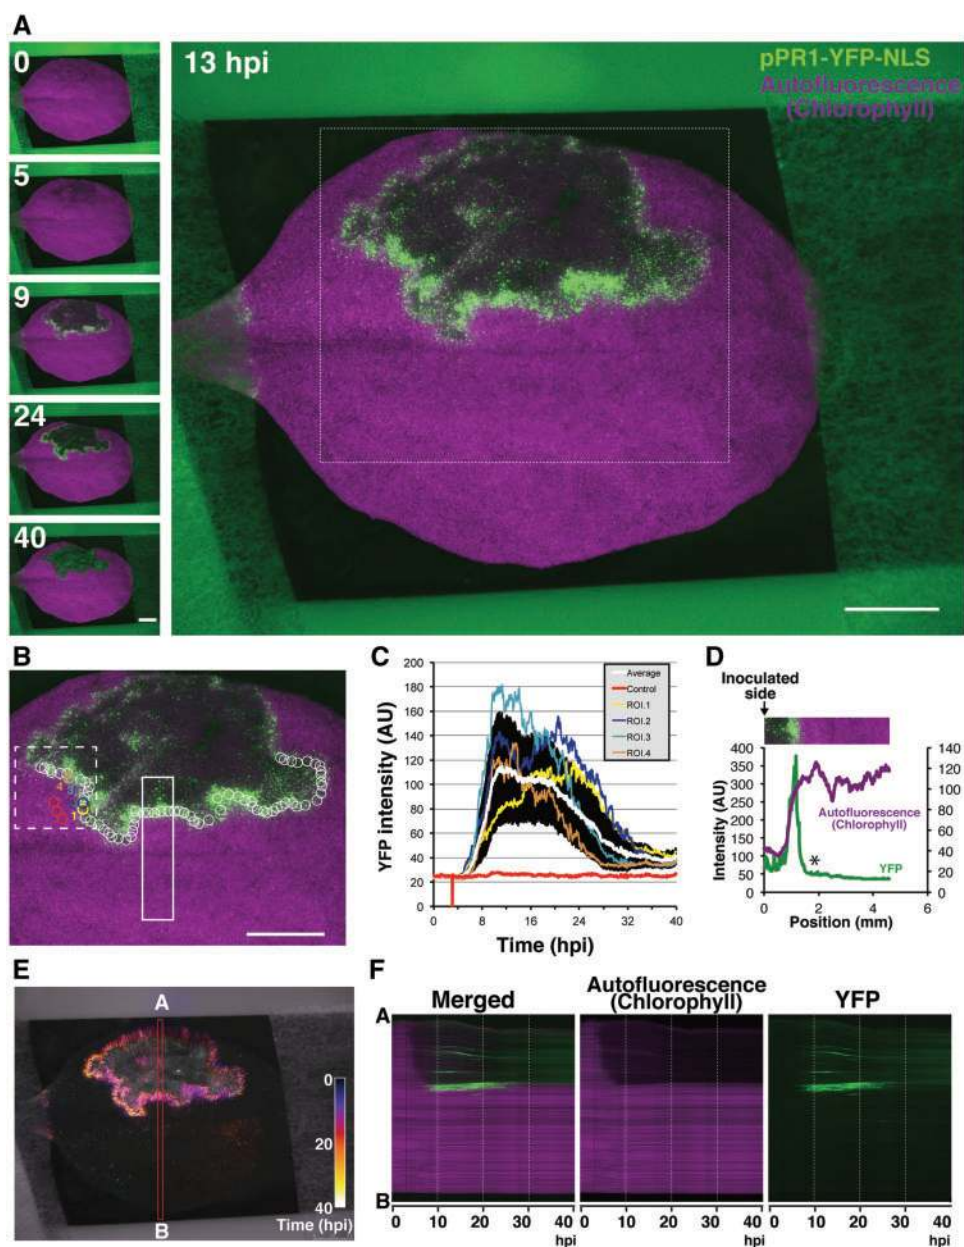 A
0
5
9
24
40
13 hpi
pPR1-YFP-NLS
Autofluorescence
(Chlorophyll)
B
4
1
C
200
180
160
140
120
100
80
60
40
20
0
YFP intensity (AU)
0 8 16 24 32 40
Time (hpi)
Average
Control
ROI.1
ROI.2
ROI.3
ROI.4
D
Inoculated
side
400
350
300
250
200
150
100
50
0
Intensity (AU)
140
120
100
80
60
40
20
0
Autofluorescence
(Chlorophyll)
*
YFP
0 2 4 6
Position (mm)
E
A
B
0
20
40
Time (hpi)
F
Merged
Autofluorescence
(Chlorophyll)
YFP
A
B
0 10 20 30 40
hpi
0 10 20 30 40
hpi
0 10 20 30 40
hpi